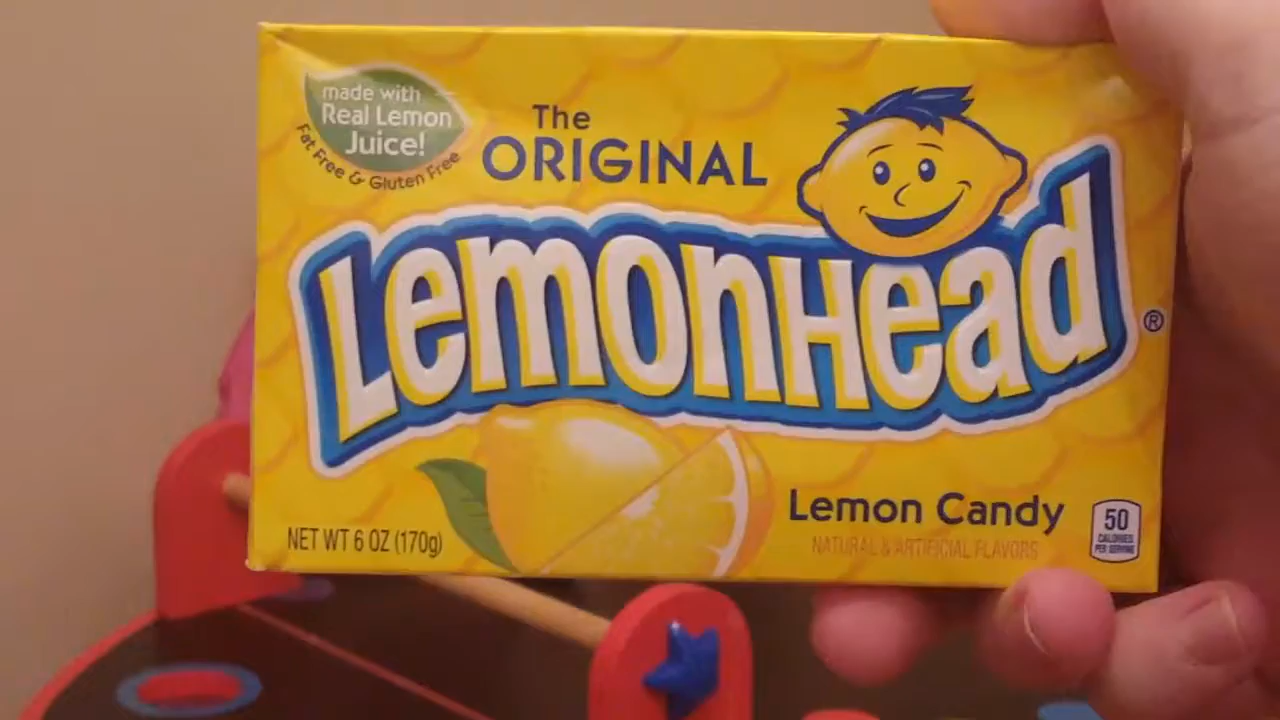 made with
Real Lemon
Juice!
Fat Free & Gluten Free
The
ORIGINAL
LemonHead®
Lemon Candy
NATURAL & ARTIFICIAL FLAVORS
NET WT 6 OZ (170g)
50
CALORIES
PER SERVING